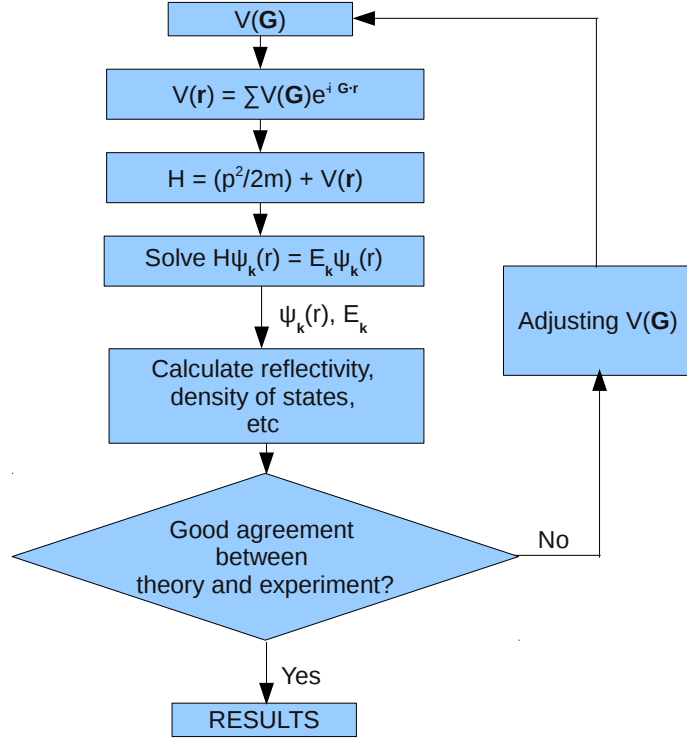 V(G)
V(r) = ∑V(G)e^-i G·r
H = (p²/2m) + V(r)
Solve Hψ_k(r) = E_kψ_k(r)
ψ_k(r), E_k
Adjusting V(G)
Calculate reflectivity,
density of states,
etc
Good agreement
between
theory and experiment?
No
Yes
RESULTS